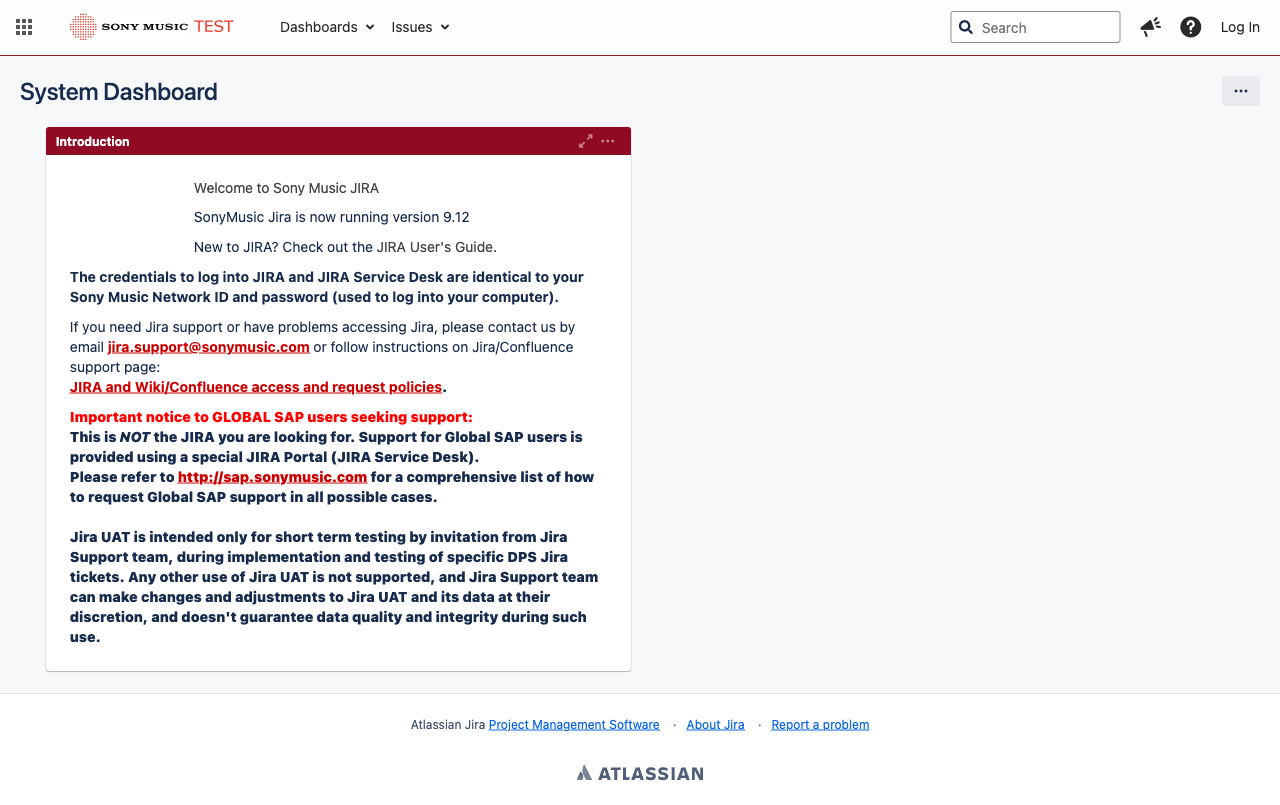 SONY MUSIC TEST
Dashboards
Issues
Search
Log In
System Dashboard
Introduction
Welcome to Sony Music JIRA
SonyMusic Jira is now running version 9.12
New to JIRA? Check out the JIRA User's Guide.
The credentials to log into JIRA and JIRA Service Desk are identical to your
Sony Music Network ID and password (used to log into your computer).
If you need Jira support or have problems accessing Jira, please contact us by
email jira.support@sonymusic.com or follow instructions on Jira/Confluence
support page:
JIRA and Wiki/Confluence access and request policies.
Important notice to GLOBAL SAP users seeking support:
This is NOT the JIRA you are looking for. Support for Global SAP users is
provided using a special JIRA Portal (JIRA Service Desk).
Please refer to http://sap.sonymusic.com for a comprehensive list of how
to request Global SAP support in all possible cases.
Jira UAT is intended only for short term testing by invitation from Jira
Support team, during implementation and testing of specific DPS Jira
tickets. Any other use of Jira UAT is not supported, and Jira Support team
can make changes and adjustments to Jira UAT and its data at their
discretion, and doesn't guarantee data quality and integrity during such
use.
Atlassian Jira Project Management Software · About Jira · Report a problem
ATLASSIAN